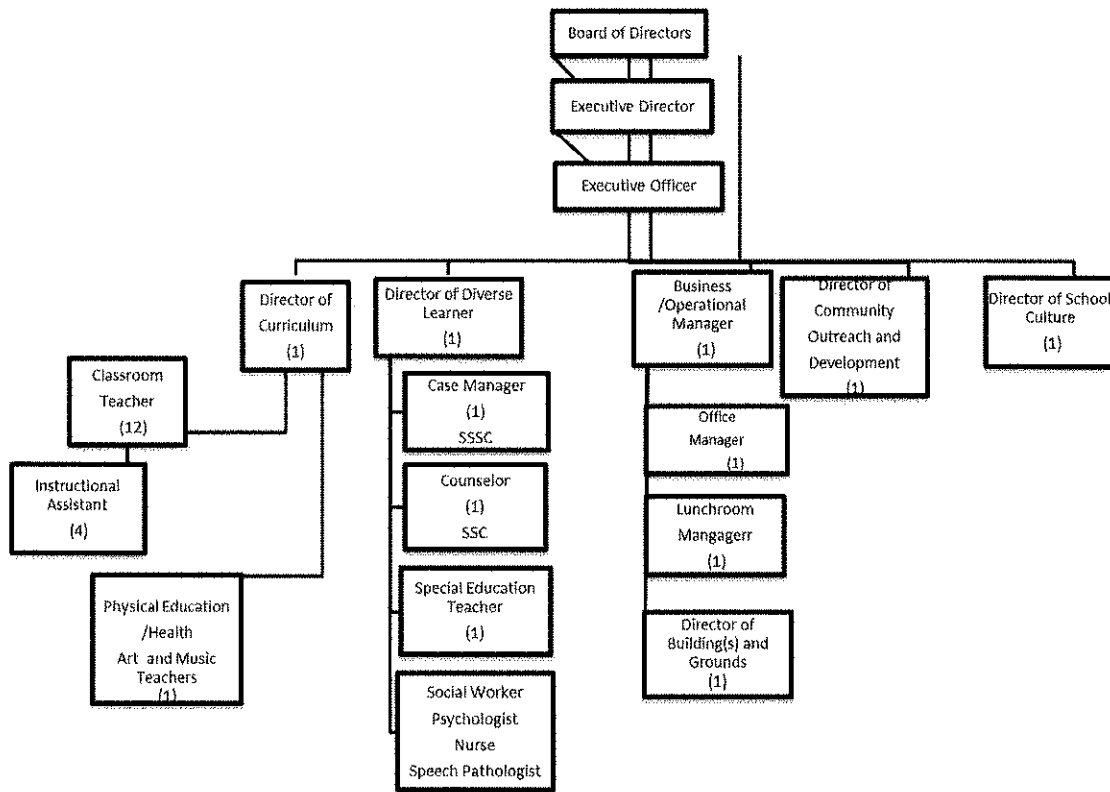 Board of Directors
Executive Director
Executive Officer
Director of
Curriculum
(1)
Director of Diverse
Learner
(1)
Business
/Operational
Manager
(1)
Director of
Community
Outreach and
Development
(1)
Director of School
Culture
(1)
Classroom
Teacher
(12)
Instructional
Assistant
(4)
Physical Education
/Health
Art and Music
Teachers
(1)
Case Manager
(1)
SSSC
Counselor
(1)
SSC
Special Education
Teacher
(1)
Social Worker
Psychologist
Nurse
Speech Pathologist
Office
Manager
(1)
Lunchroom
Mangagerr
(1)
Director of
Building(s) and
Grounds
(1)